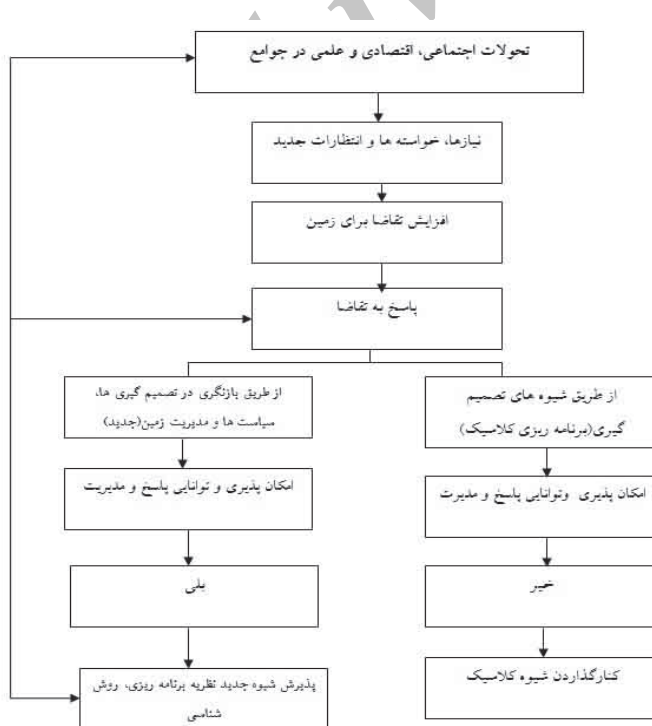 تحولات اجتماعی، اقتصادی و علمی در جوامع
نیازها، خواسته ها و انتظارات جدید
افزایش تقاضا برای زمین
پاسخ به تقاضا
از طریق شیوه های تصمیم
گیری(برنامه ریزی کلاسیک)
از طریق بازنگری در تصمیم گیری ها،
سیاست ها و مدیریت زمین(جدید)
امکان پذیری وتوانایی پاسخ و مدیرت
امکان پذیری و توانایی پاسخ و مدیریت
خیر
بلی
کنارگذاردن شیوه کلاسیک
پذیرش شیوه جدید نظریه برنامه ریزی، روش
شناسی